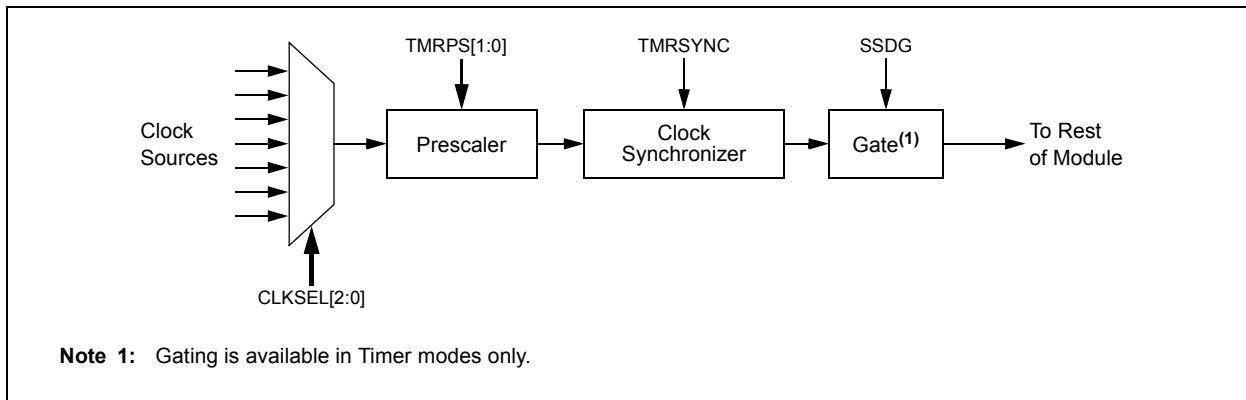 TMRPS[1:0]
TMRSYNC
SSDG
Clock
Sources
Prescaler
Clock
Synchronizer
Gate(1)
To Rest
of Module
CLKSEL[2:0]
Note 1: Gating is available in Timer modes only.